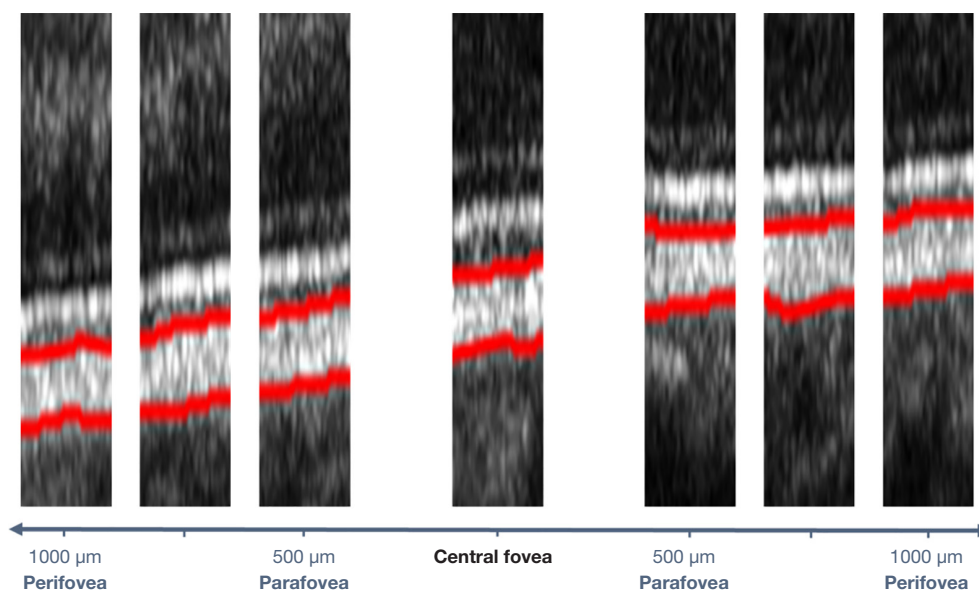 1000 µm
Perifovea
500 µm
Parafovea
Central fovea
500 µm
Parafovea
1000 µm
Perifovea